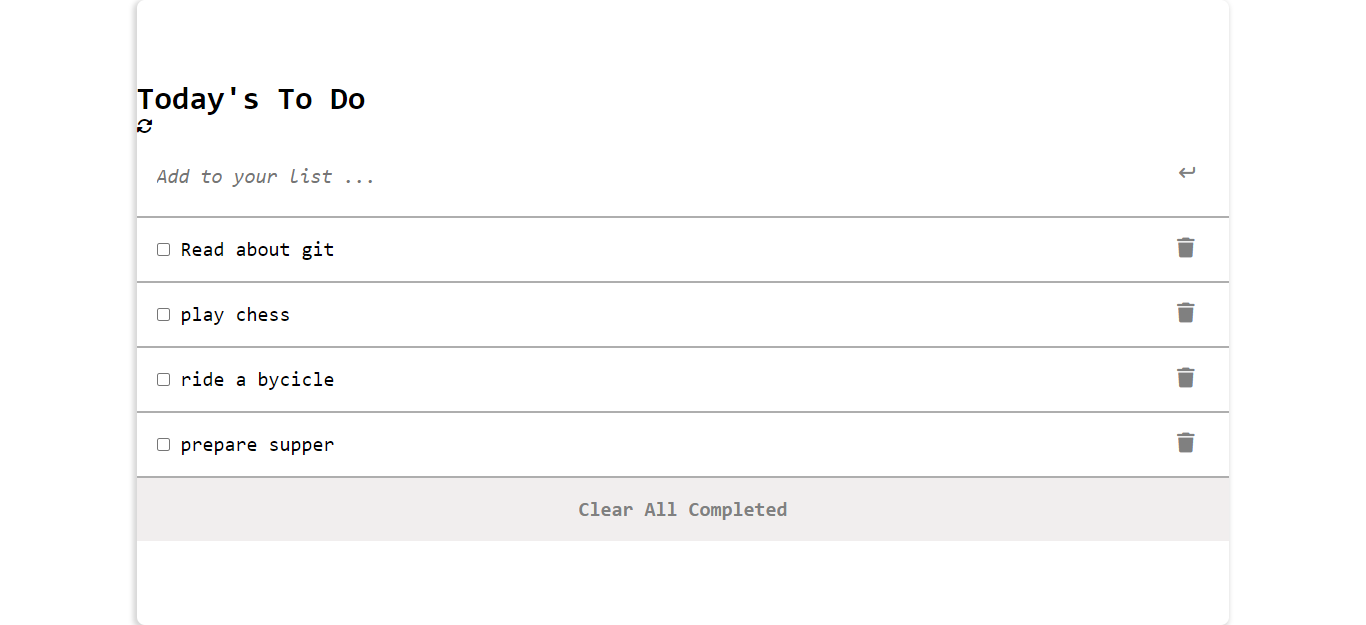 Today's To Do
Add to your list ...
Read about git
play chess
ride a bycicle
prepare supper
Clear All Completed